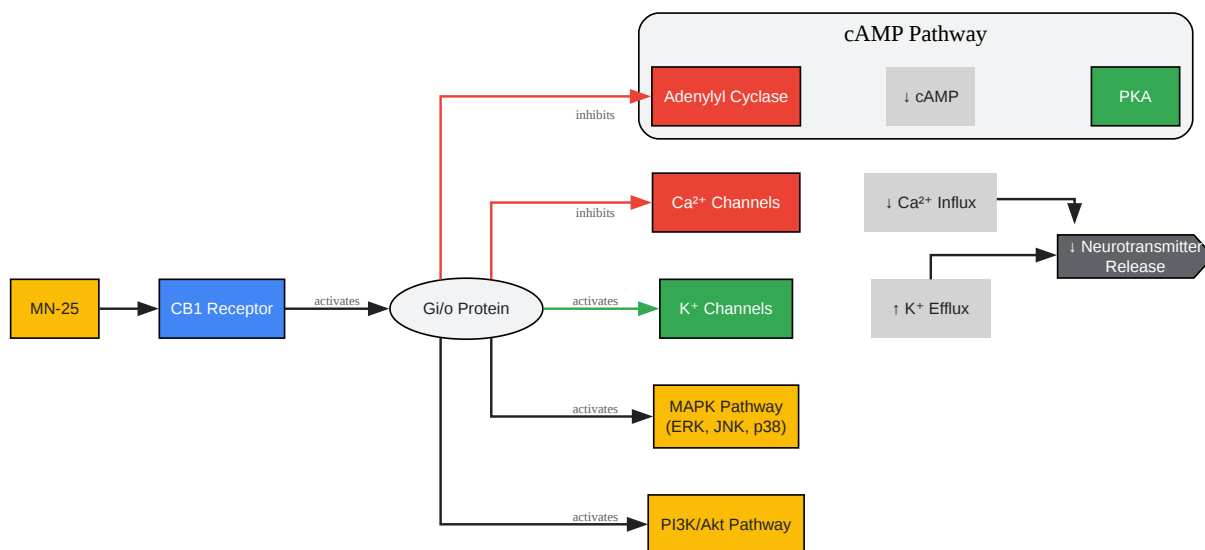 cAMP Pathway
Adenylyl Cyclase
↓ cAMP
PKA
inhibits
Ca²⁺ Channels
↓ Ca²⁺ Influx
inhibits
↓ Neurotransmitter
Release
MN-25
CB1 Receptor
activates
Gi/o Protein
activates
K⁺ Channels
↑ K⁺ Efflux
activates
MAPK Pathway
(ERK, JNK, p38)
activates
PI3K/Akt Pathway